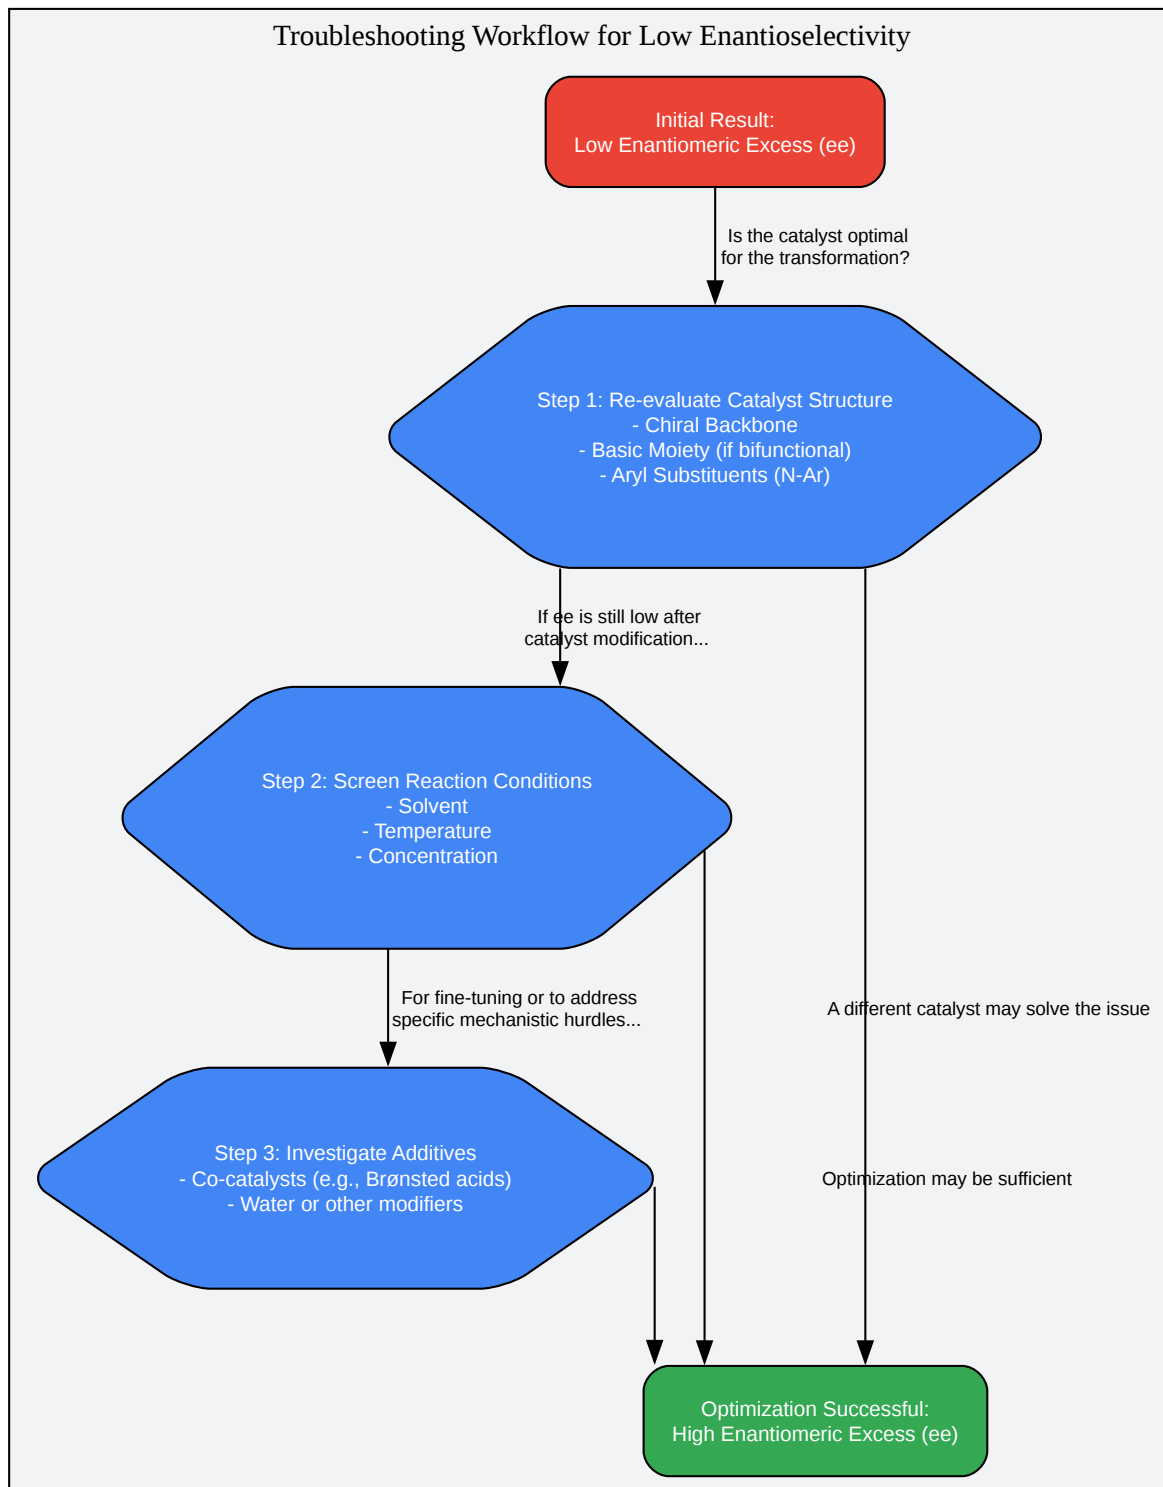 Troubleshooting Workflow for Low Enantioselectivity
Initial Result:
Low Enantiomeric Excess (ee)
Is the catalyst optimal
for the transformation?
Step 1: Re-evaluate Catalyst Structure
- Chiral Backbone
- Basic Moiety (if bifunctional)
- Aryl Substituents (N-Ar)
If ee is still low after
catalyst modification...
Step 2: Screen Reaction Conditions
- Solvent
- Temperature
- Concentration
For fine-tuning or to address
specific mechanistic hurdles...
A different catalyst may solve the issue
Step 3: Investigate Additives
- Co-catalysts (e.g., Brønsted acids)
- Water or other modifiers
Optimization may be sufficient
Optimization Successful:
High Enantiomeric Excess (ee)